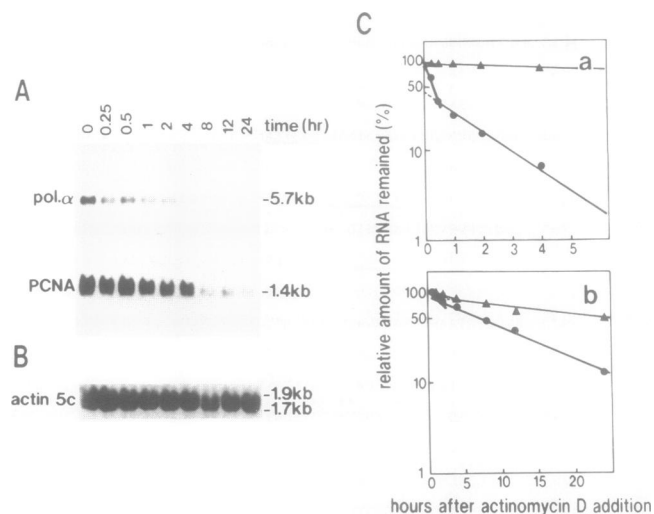 A
0 0.25 0.5 1 2 4 8 12 24 time (hr)
pol.α -5.7kb
PCNA -1.4kb
B
actin 5c -1.9kb
-1.7kb
C
relative amount of RNA remained (%)
a
100
50
10
1
0 1 2 3 4 5
b
100
50
10
1
0 5 10 15 20
hours after actinomycin D addition